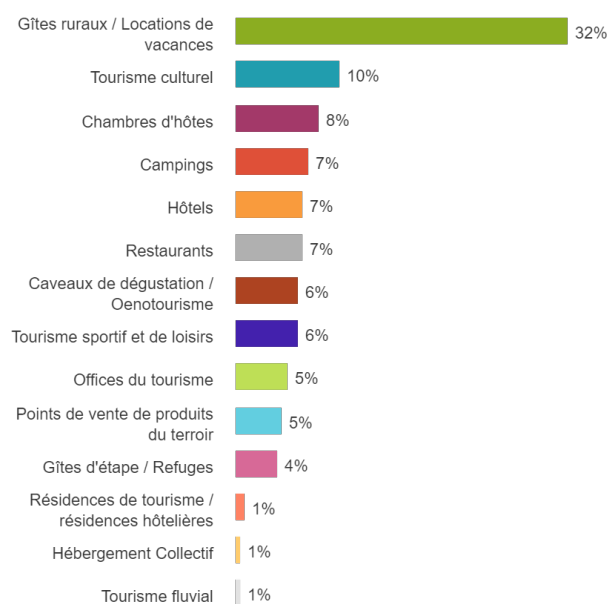 Gîtes ruraux / Locations de
vacances
32%
Tourisme culturel
10%
Chambres d'hôtes
8%
Campings
7%
Hôtels
7%
Restaurants
7%
Caveaux de dégustation /
Oenotourisme
6%
Tourisme sportif et de loisirs
6%
Offices du tourisme
5%
Points de vente de produits
du terroir
5%
Gîtes d'étape / Refuges
4%
Résidences de tourisme /
résidences hôtelières
1%
Hébergement Collectif
1%
Tourisme fluvial
1%